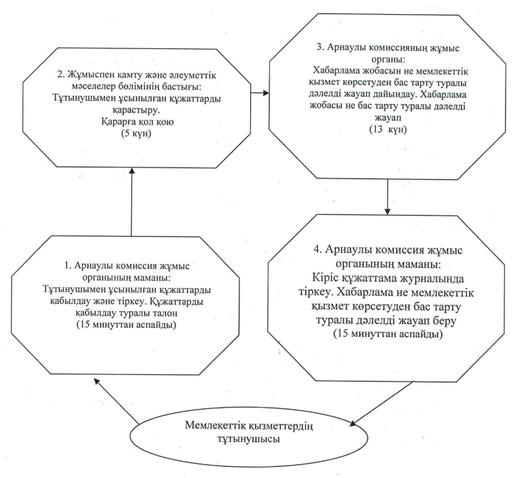 3. Арнаулы комиссияның жұмыс
органы:
Хабарлама жобасын не мемлекеттік
қызмет көрсетуден бас тарту туралы
дәлелді жауап дайындау. Хабарлама
жобасы не бас тарту туралы дәлелді
жауап
(13 күн)
2. Жұмыспен қамту және әлеуметтік
мәселелер бөлімінің бастығы:
Тұтынушымен ұсынылған құжаттарды
қарастыру.
Қарарға қол қою
(5 күн)
1. Арнаулы комиссия жұмыс
органының маманы:
Тұтынушымен ұсынылған құжаттарды
қабылдау және тіркеу. Құжаттарды
қабылдау туралы талон
(15 минуттан аспайды)
4. Арнаулы комиссия жұмыс
органының маманы:
Кіріс құжаттама журналында
тіркеу. Хабарлама не мемлекеттік
қызмет көрсетуден бас тарту
туралы дәлелді жауап беру
(15 минуттан аспайды)
Мемлекеттік қызметтердің
тұтынушысы